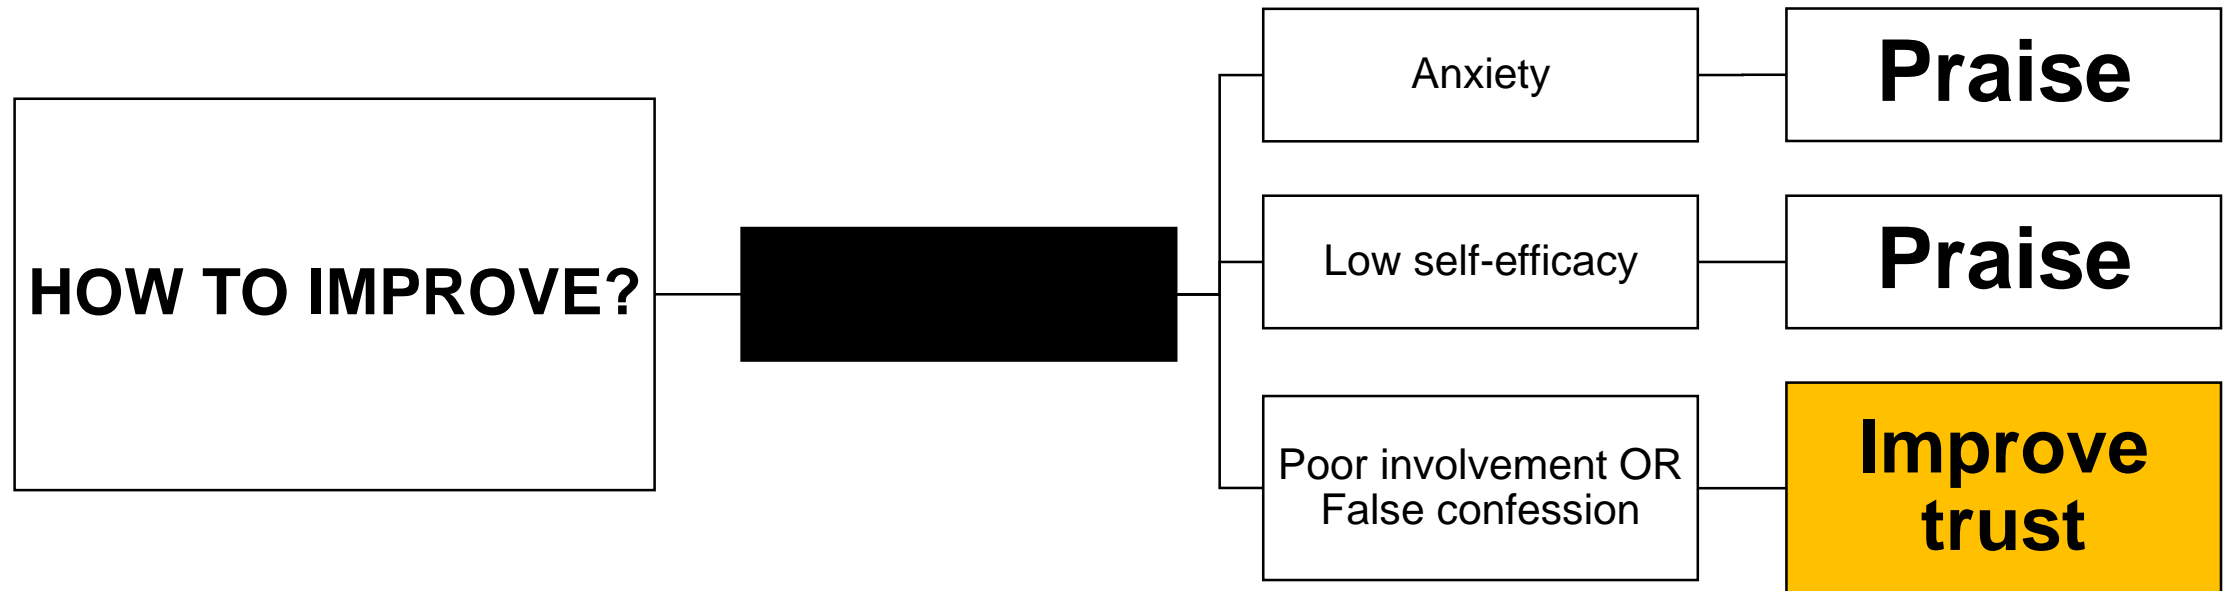 HOW TO IMPROVE?
Anxiety
Praise
Low self-efficacy
Praise
Poor involvement OR
False confession
Improve
trust